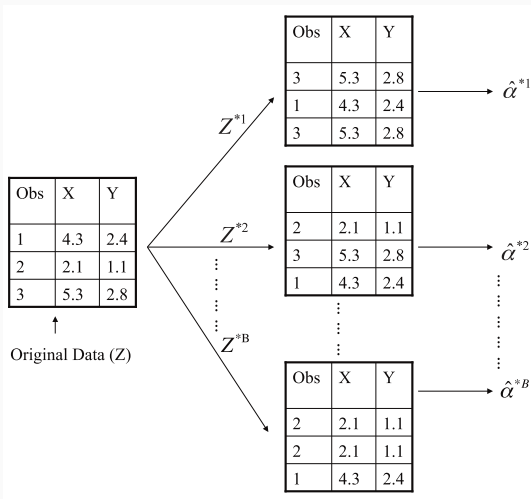 Obs X Y
3 5.3 2.8
1 4.3 2.4
3 5.3 2.8
α̂*1
Z*1
Obs X Y
1 4.3 2.4
2 2.1 1.1
3 5.3 2.8
Original Data (Z)
Z*2
Obs X Y
2 2.1 1.1
3 5.3 2.8
1 4.3 2.4
α̂*2
Z*B
Obs X Y
2 2.1 1.1
2 2.1 1.1
1 4.3 2.4
α̂*B